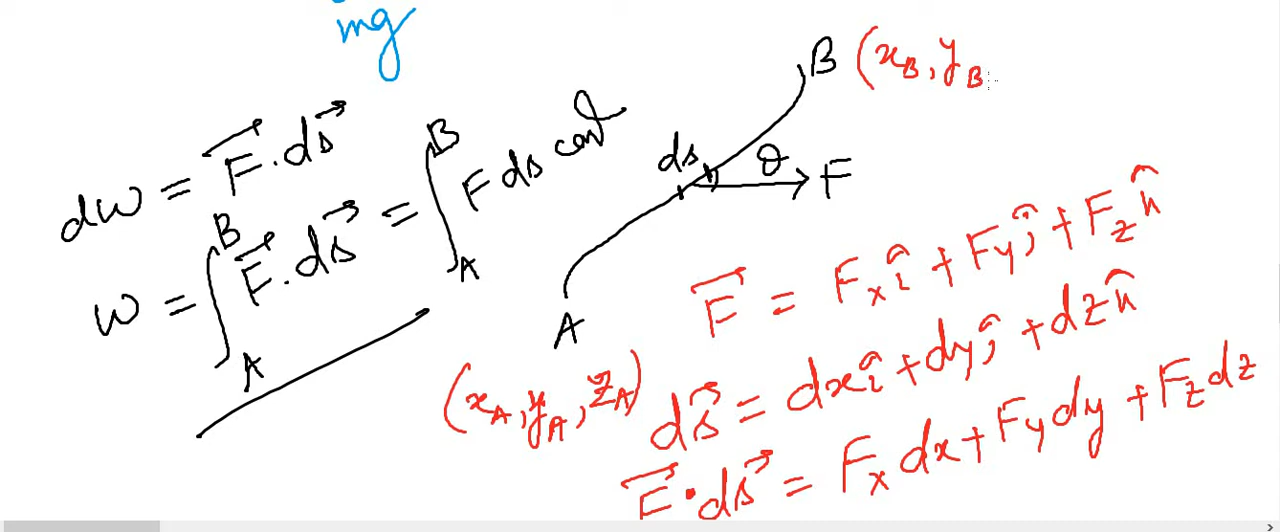 mg
dW = F⃗ · ds⃗
W = ∫_A^B F⃗ · ds⃗ = ∫_A^B F ds cosθ
B (x_B, y_B
ds θ F
A
(x_A, y_A, z_A)
F⃗ = F_x î + F_y ĵ + F_z k̂
ds⃗ = dx î + dy ĵ + dz k̂
F⃗ · ds⃗ = F_x dx + F_y dy + F_z dz